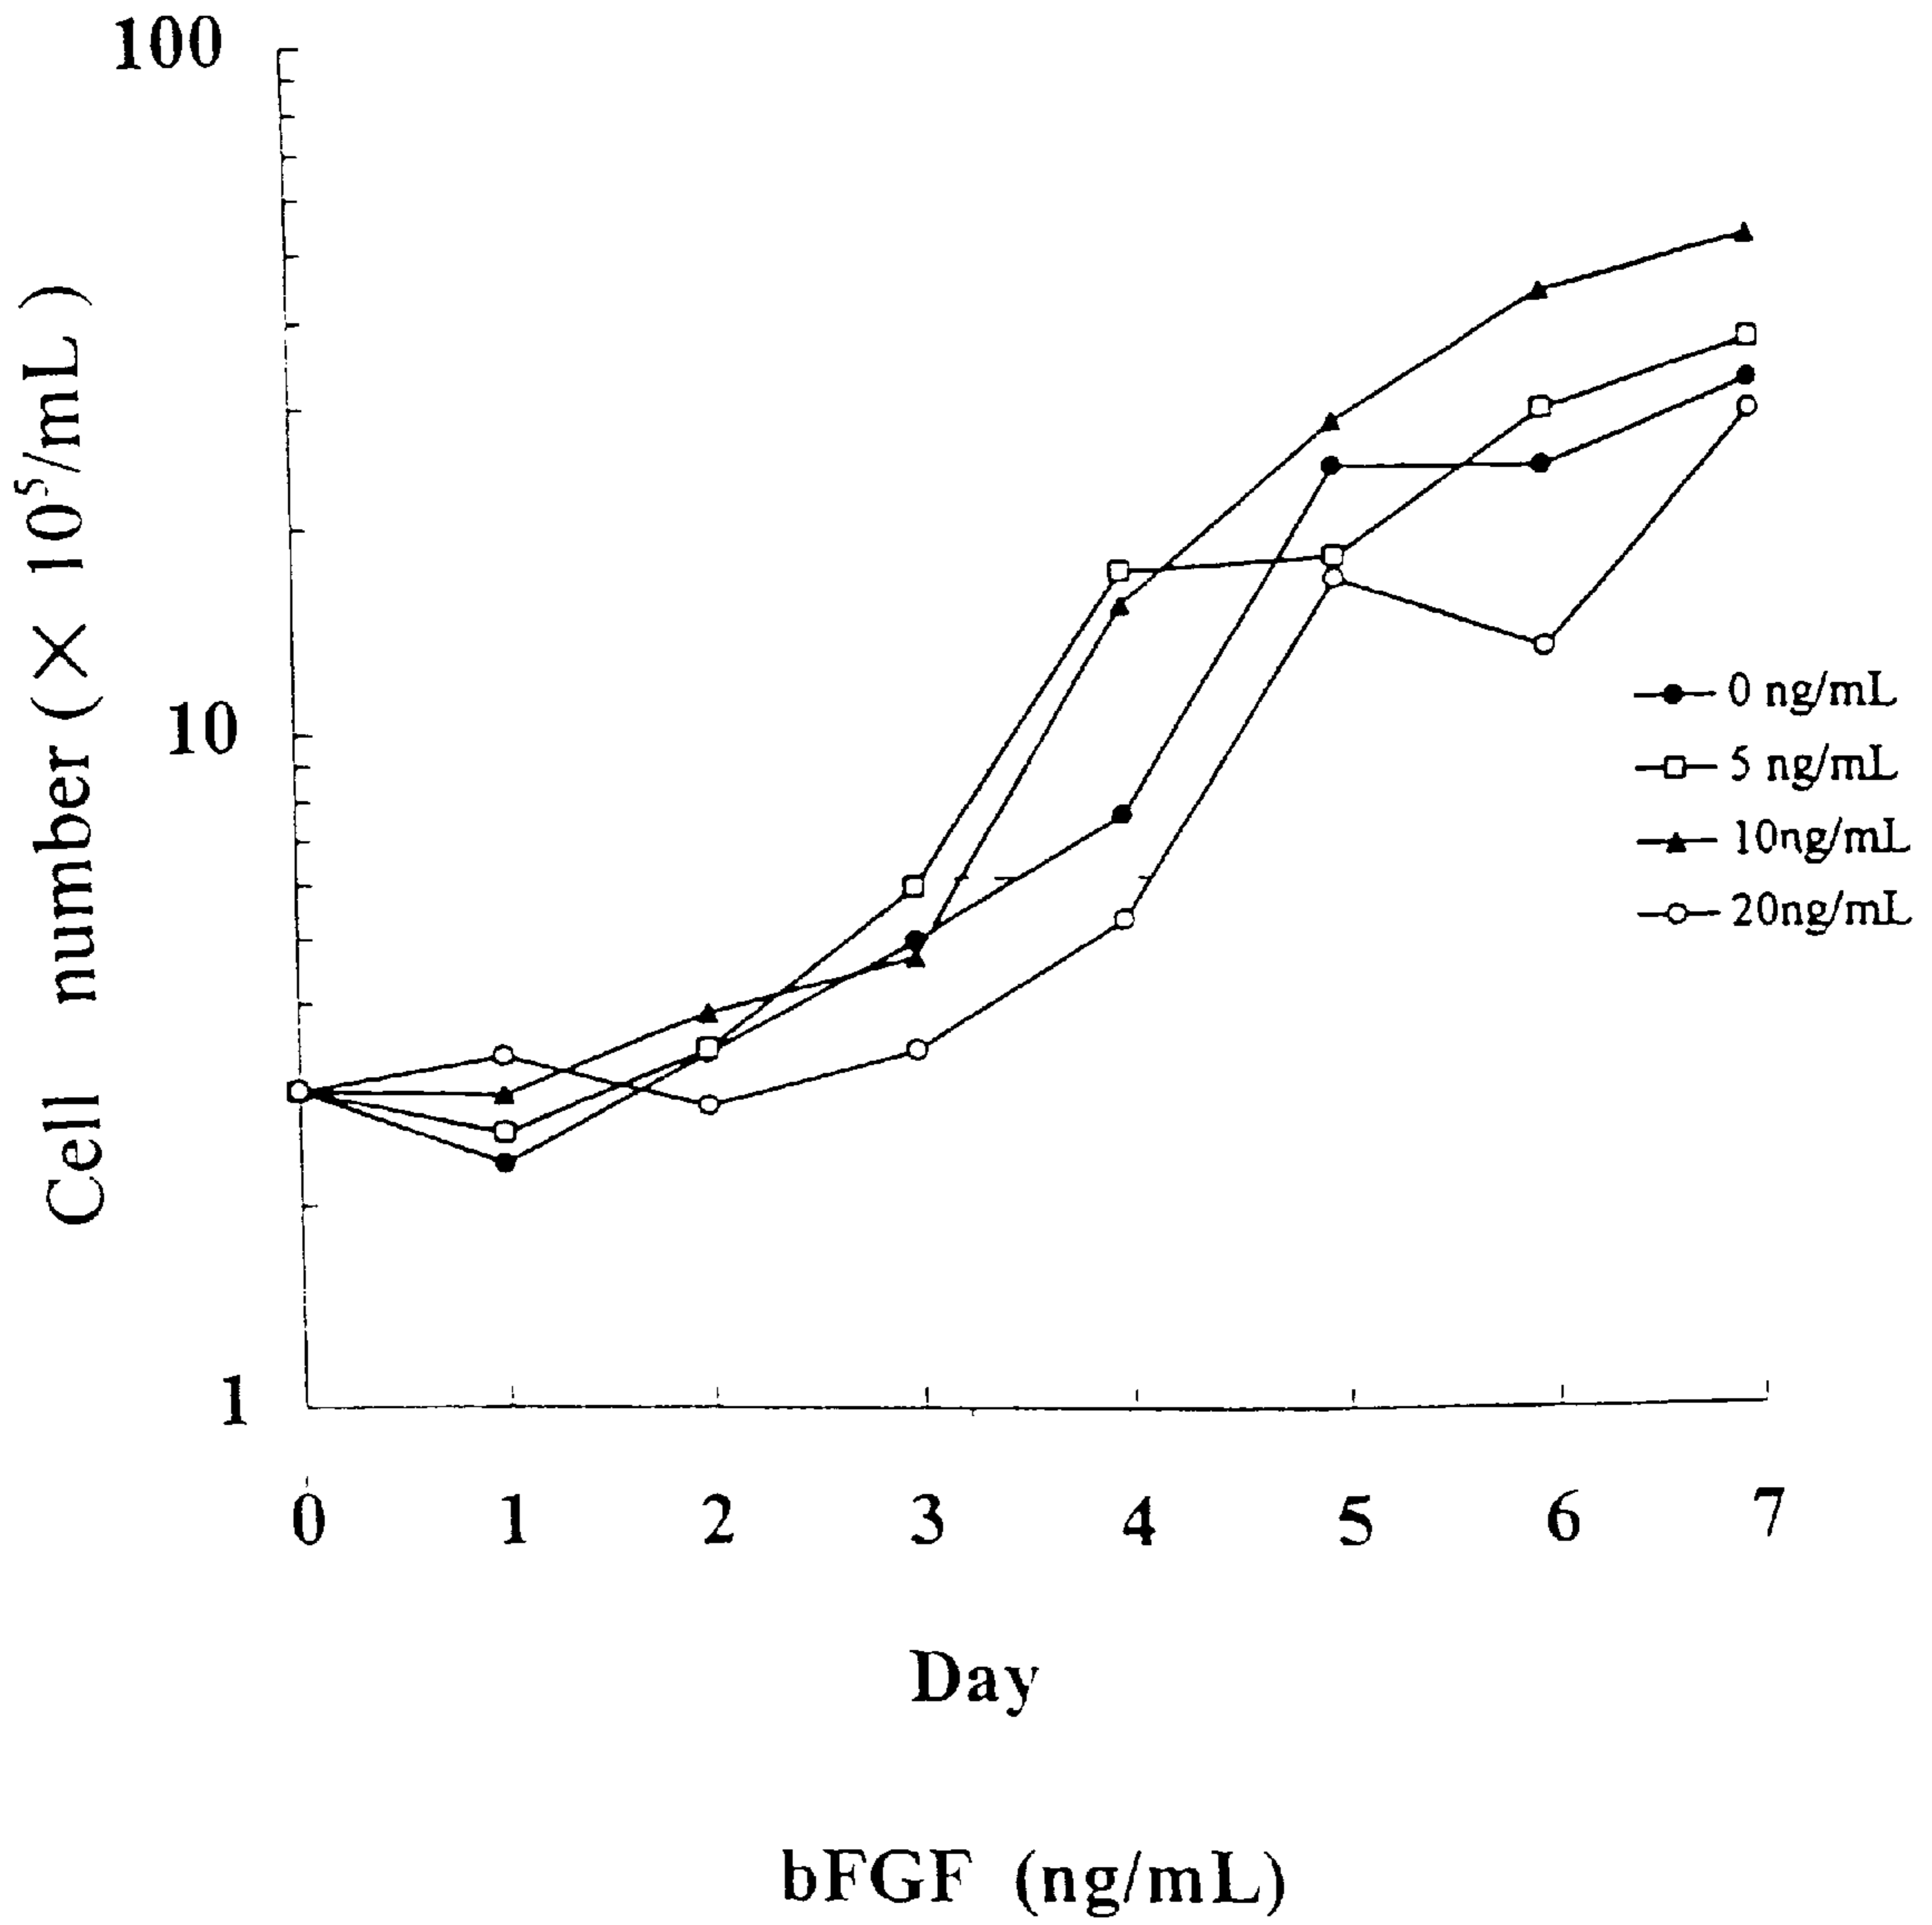 100
10
1
Cell number (× 10⁵/mL)
0 ng/mL
5 ng/mL
10ng/mL
20ng/mL
0 1 2 3 4 5 6 7
Day
bFGF (ng/mL)